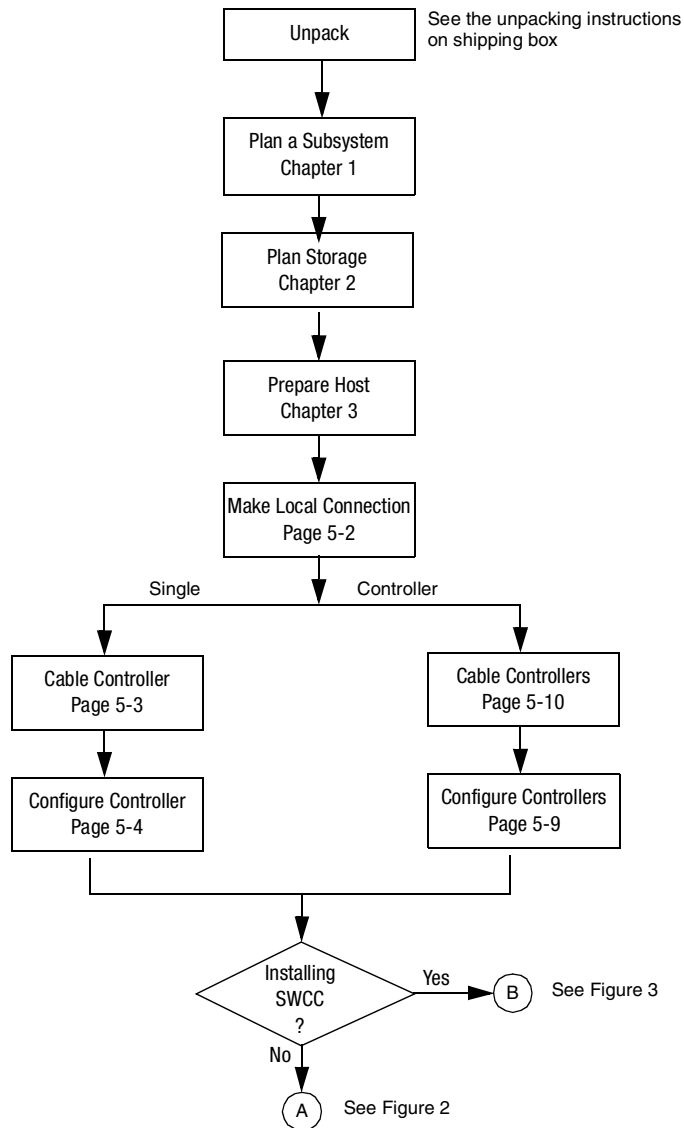 Unpack
See the unpacking instructions
on shipping box
Plan a Subsystem
Chapter 1
Plan Storage
Chapter 2
Prepare Host
Chapter 3
Make Local Connection
Page 5-2
Single
Controller
Cable Controller
Page 5-3
Cable Controllers
Page 5-10
Configure Controller
Page 5-4
Configure Controllers
Page 5-9
Installing
SWCC
?
Yes
B
See Figure 3
No
A
See Figure 2